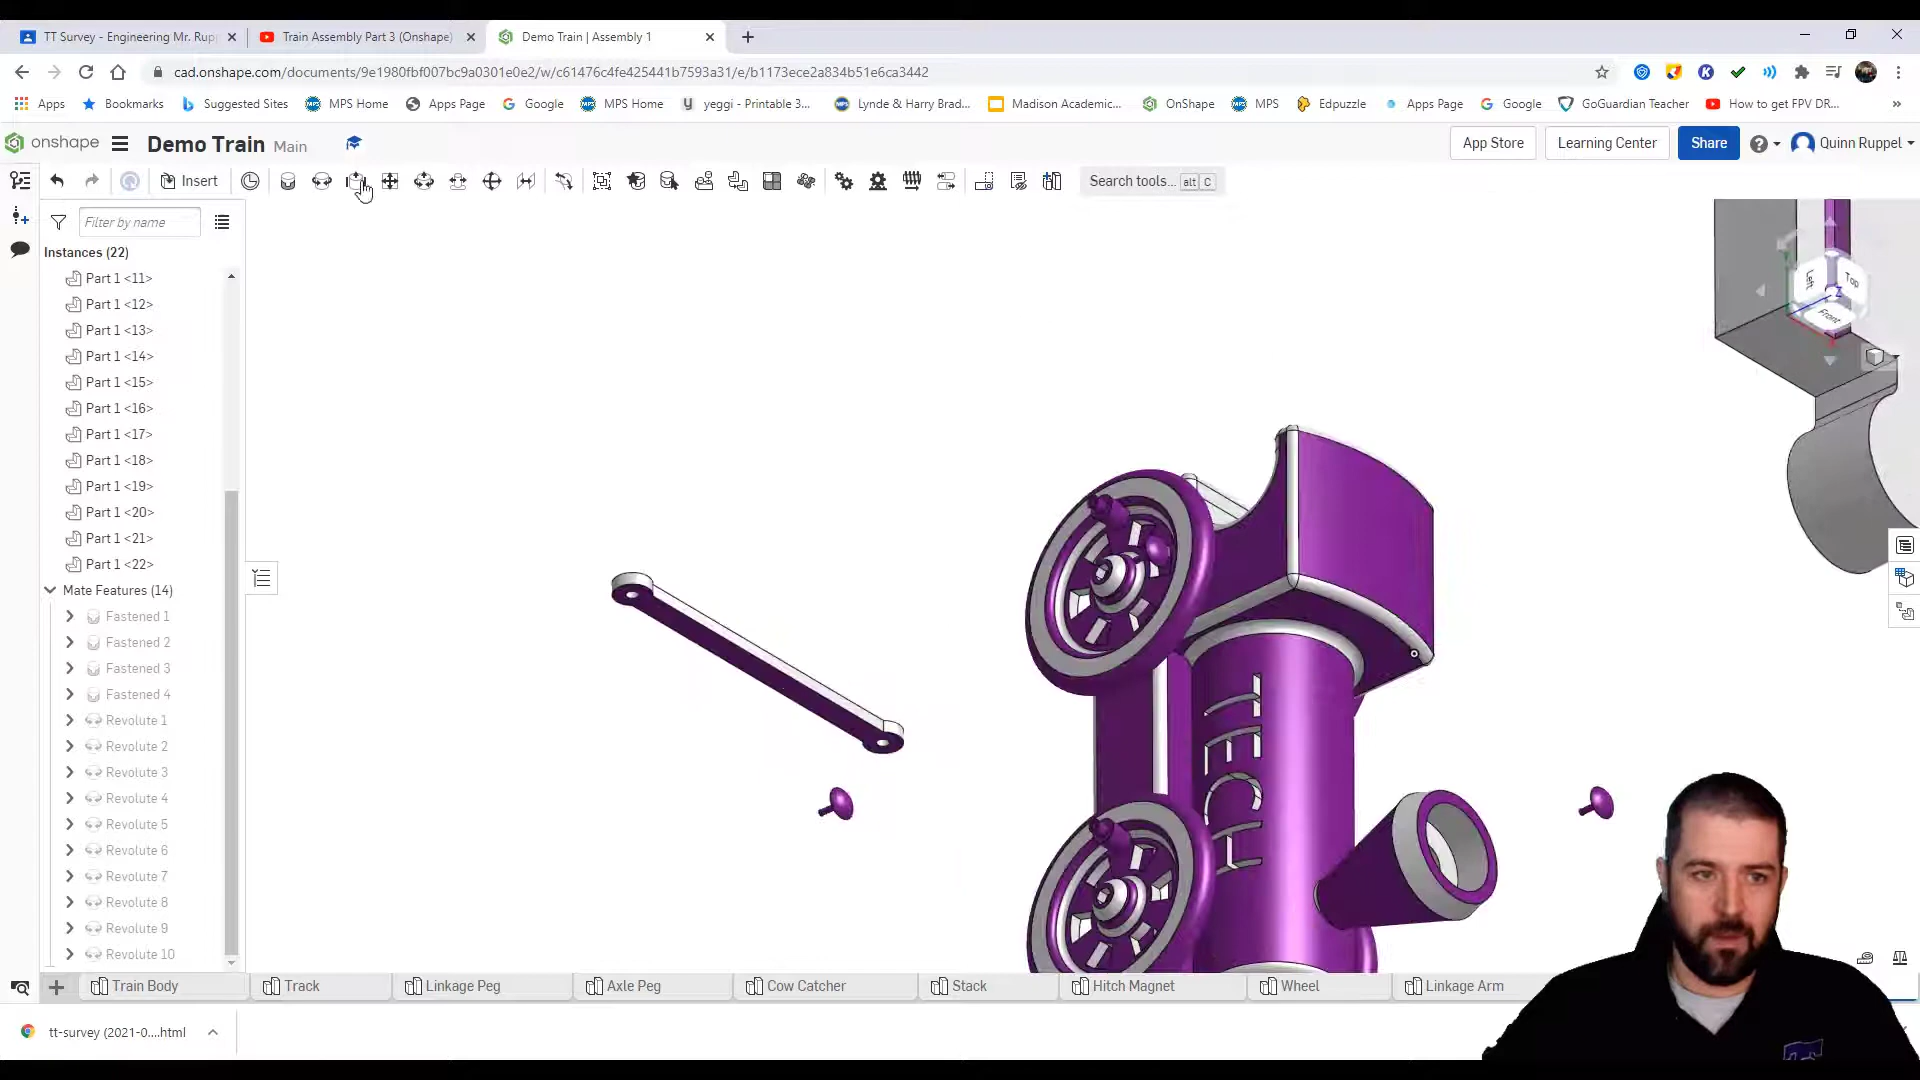 TT Survey - Engineering Mr. Rupp
Train Assembly Part 3 (Onshape)
Demo Train | Assembly 1
cad.onshape.com/documents/9e1980fbf007bc9a0301e0e2/w/c61476c4fe425441b7593a31/e/b1173ece2a834b51e6ca3442
Apps
Bookmarks
Suggested Sites
MPS Home
Apps Page
Google
MPS Home
yeggi - Printable 3...
Lynde & Harry Brad...
Madison Academic...
OnShape
MPS
Edpuzzle
Apps Page
Google
GoGuardian Teacher
How to get FPV DR...
onshape
Demo Train Main
App Store
Learning Center
Share
Quinn Ruppel
Insert
Search tools... alt C
Filter by name
Instances (22)
Part 1 <11>
Part 1 <12>
Part 1 <13>
Part 1 <14>
Part 1 <15>
Part 1 <16>
Part 1 <17>
Part 1 <18>
Part 1 <19>
Part 1 <20>
Part 1 <21>
Part 1 <22>
Mate Features (14)
Fastened 1
Fastened 2
Fastened 3
Fastened 4
Revolute 1
Revolute 2
Revolute 3
Revolute 4
Revolute 5
Revolute 6
Revolute 7
Revolute 8
Revolute 9
Revolute 10
Left
Top
Front
Z
TECH
Train Body
Track
Linkage Peg
Axle Peg
Cow Catcher
Stack
Hitch Magnet
Wheel
Linkage Arm
tt-survey (2021-0....html